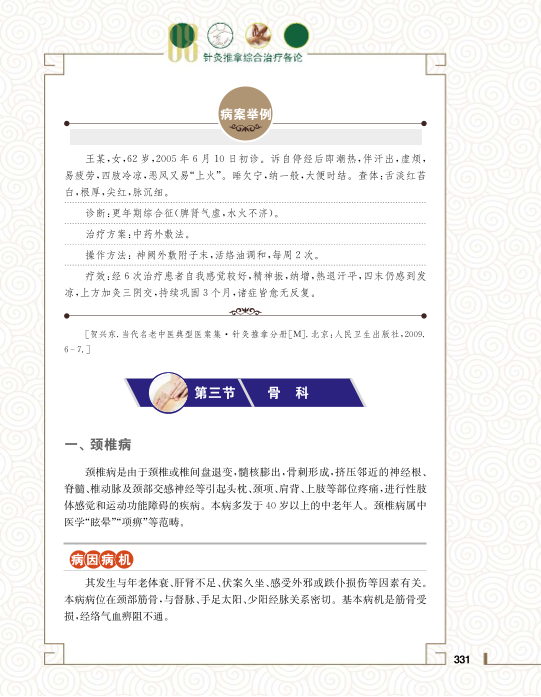 08
针灸推拿综合治疗各论
病案举例
王某,女,62岁,2005年6月10日初诊。诉自停经后即潮热,伴汗出,虚烦,
易疲劳,四肢冷凉,恶风又易“上火”。睡欠宁,纳一般,大便时结。查体:舌淡红苔
白,根厚,尖红,脉沉细。
诊断:更年期综合征(脾肾气虚,水火不济)。
治疗方案:中药外敷法。
操作方法:神阙外敷附子末,活络油调和,每周2次。
疗效:经6次治疗患者自我感觉较好,精神振,纳增,热退汗平,四末仍感到发
凉,上方加灸三阴交,持续巩固3个月,诸症皆愈无反复。
[贺兴东.当代名老中医典型医案集·针灸推拿分册[M].北京:人民卫生出版社,2009.
6-7.]
第三节 骨科
一、颈椎病
颈椎病是由于颈椎或椎间盘退变,髓核膨出,骨刺形成,挤压邻近的神经根、
脊髓、椎动脉及颈部交感神经等引起头枕、颈项、肩背、上肢等部位疼痛,进行性肢
体感觉和运动功能障碍的疾病。本病多发于40岁以上的中老年人。颈椎病属中
医学“眩晕”“项痹”等范畴。
病因病机
其发生与年老体衰、肝肾不足、伏案久坐、感受外邪或跌仆损伤等因素有关。
本病病位在颈部筋骨,与督脉、手足太阳、少阳经脉关系密切。基本病机是筋骨受
损,经络气血痹阻不通。
331